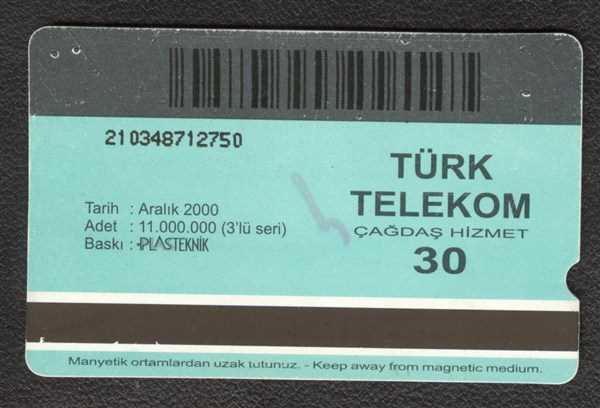 210348712750
TÜRK
TELEKOM
ÇAĞDAŞ HİZMET
30
Tarih : Aralık 2000
Adet : 11.000.000 (3'lü seri)
Baskı : PLASTEKNİK
Manyetik ortamlardan uzak tutunuz. - Keep away from magnetic medium.